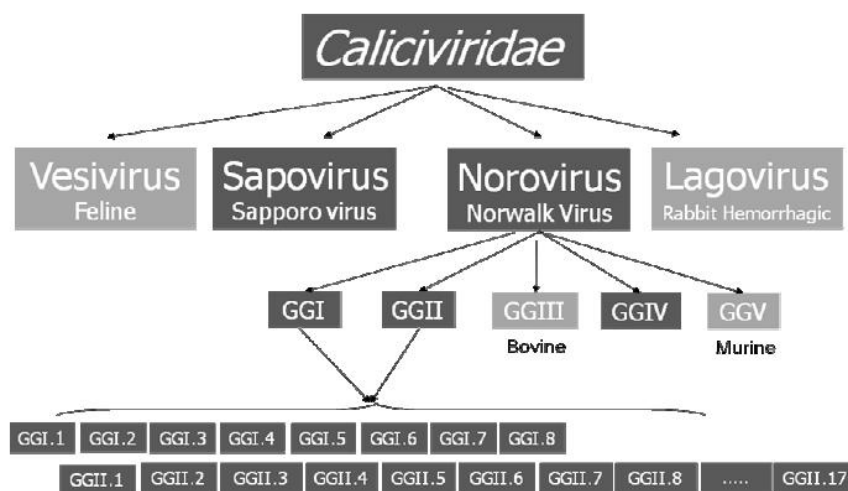 Caliciviridae
Vesivirus
Feline
Sapovirus
Sapporo virus
Norovirus
Norwalk Virus
Lagovirus
Rabbit Hemorrhagic
GGI
GGII
GGIII
GGIV
GGV
Bovine
Murine
GGI.1 GGI.2 GGI.3 GGI.4 GGI.5 GGI.6 GGI.7 GGI.8
GGII.1 GGII.2 GGII.3 GGII.4 GGII.5 GGII.6 GGII.7 GGII.8 ..... GGII.17